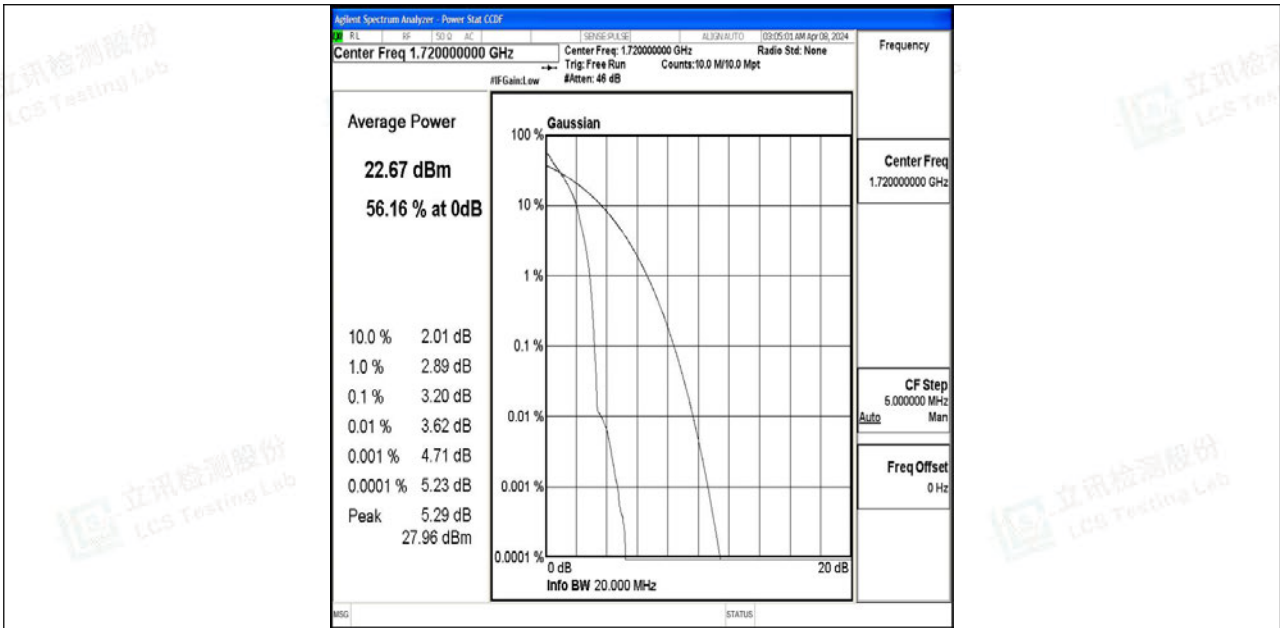 Agilent Spectrum Analyzer - Power Stat CCDF
RL RF 50 Ω AC SENSE:PULSE ALIGNAUTO 03:05:01 AM Apr 08, 2024
Center Freq 1.720000000 GHz
Center Freq: 1.720000000 GHz Radio Std: None
Trig: Free Run Counts:10.0 M/10.0 Mpt
#IFGain:Low #Atten: 46 dB
Frequency
Average Power
22.67 dBm
56.16 % at 0dB
10.0 % 2.01 dB
1.0 % 2.89 dB
0.1 % 3.20 dB
0.01 % 3.62 dB
0.001 % 4.71 dB
0.0001 % 5.23 dB
Peak 5.29 dB
27.96 dBm
Gaussian
100 %
10 %
1 %
0.1 %
0.01 %
0.001 %
0.0001 %
0 dB 20 dB
Info BW 20.000 MHz
Center Freq
1.720000000 GHz
CF Step
5.000000 MHz
Auto Man
Freq Offset
0 Hz
MSG STATUS
立讯检测股份
LCS Testing Lab
立讯检测股份
LCS Testing Lab
立讯检测股份
LCS Testing Lab